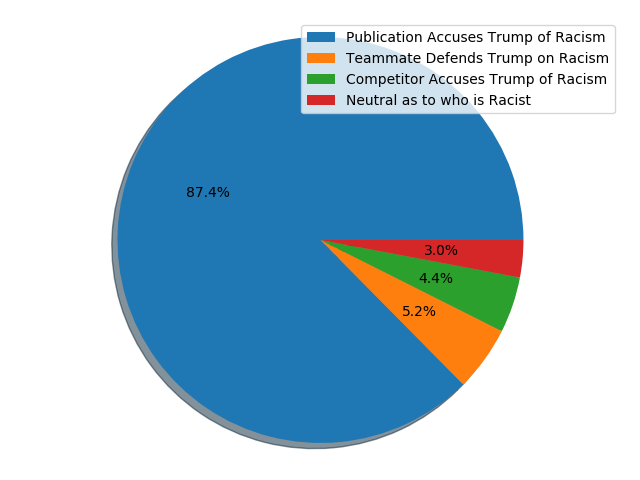 Publication Accuses Trump of Racism
Teammate Defends Trump on Racism
Competitor Accuses Trump of Racism
Neutral as to who is Racist
87.4%
3.0%
4.4%
5.2%